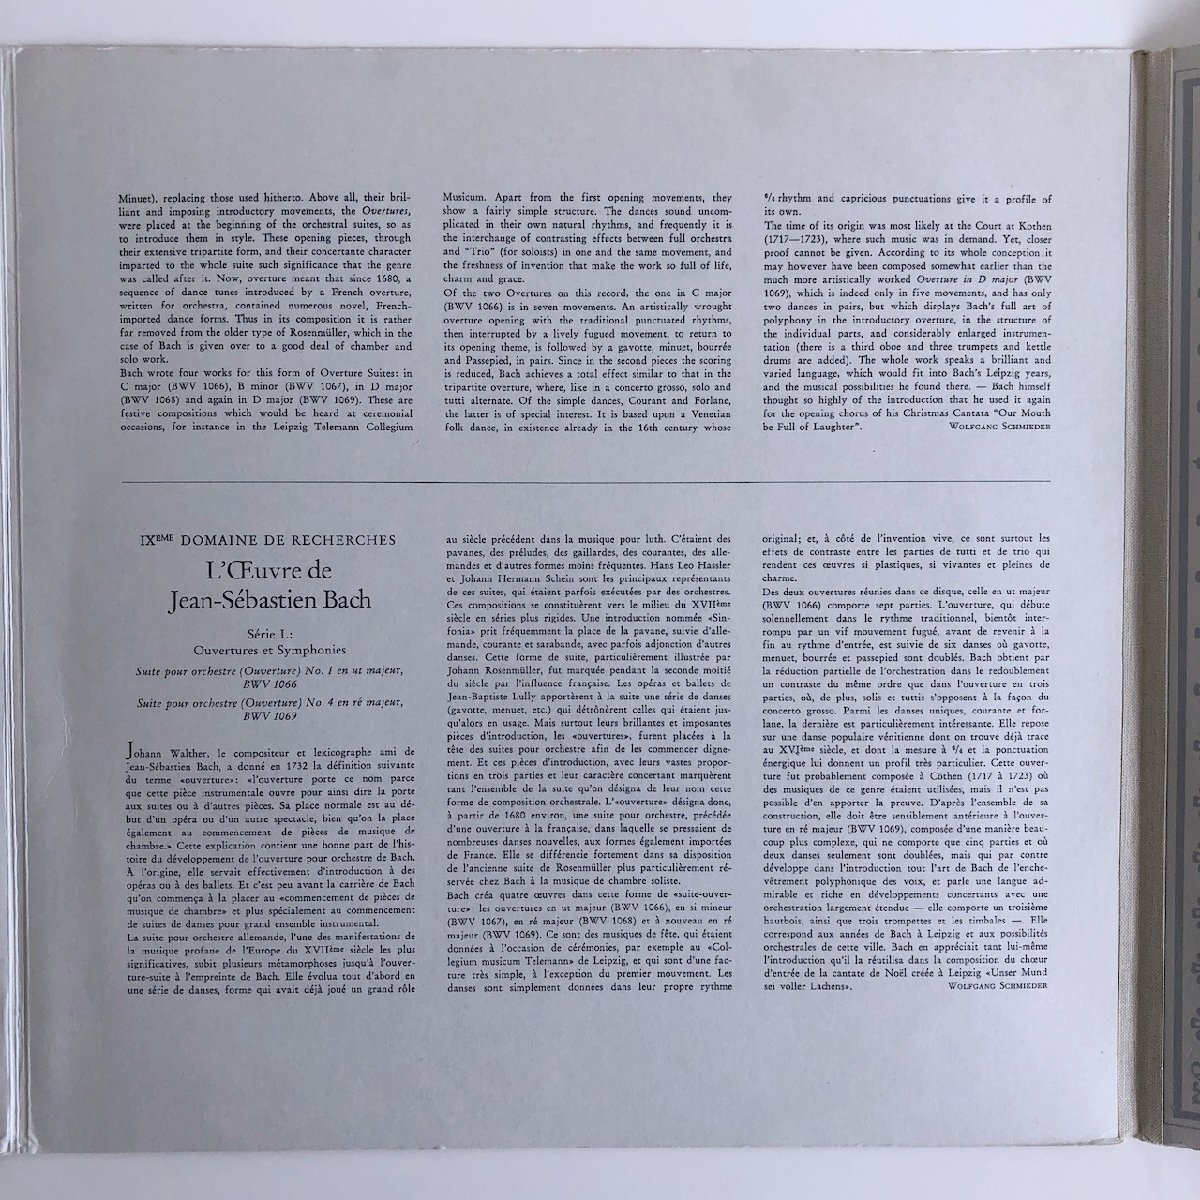 Minuet), replacing those used hitherto. Above all, their bril-
liant and imposing introductory movements, the Overtures,
were placed at the beginning of the orchestral suites, so as
to introduce them in style. These opening pieces, through
their extensive tripartite form, and their concertante character
imparted to the whole suite such significance that the genre
was called after it. Now, overture meant that since 1680, a
sequence of dance tunes introduced by a French overture,
written for orchestra, contained numerous novel, French-
imported dance forms. Thus in its composition it is rather
far removed from the older type of Rosenmüller, which in the
case of Bach is given over to a good deal of chamber and
solo work.
Bach wrote four works for this form of Overture Suites: in
C major (BWV 1066), B minor (BWV 1067), in D major
(BWV 1068) and again in D major (BWV 1069). These are
festive compositions which would be heard at ceremonial
occasions, for instance in the Leipzig Telemann Collegium
Musicum. Apart from the first opening movements, they
show a fairly simple structure. The dances sound uncom-
plicated in their own natural rhythms, and frequently it is
the interchange of contrasting effects between full orchestra
and "Trio" (for soloists) in one and the same movement, and
the freshness of invention that make the work so full of life,
charm and grace.
Of the two Overtures on this record, the one in C major
(BWV 1066) is in seven movements. An artistically wrought
overture opening with the traditional punctuated rhythms,
then interrupted by a lively fugued movement to return to
its opening theme, is followed by a gavotte, minuet, bourrée
and Passepied, in pairs. Since in the second pieces the scoring
is reduced, Bach achieves a total effect similar to that in the
tripartite overture, where, like in a concerto grosso, solo and
tutti alternate. Of the simple dances, Courant and Forlane,
the latter is of special interest. It is based upon a Venetian
folk dance, in existence already in the 16th century whose
6/4 rhythm and capricious punctuations give it a profile of
its own.
The time of its origin was most likely at the Court at Kothen
(1717—1723), where such music was in demand. Yet, closer
proof cannot be given. According to its whole conception it
may however have been composed somewhat earlier than the
much more artistically worked Overture in D major (BWV
1069), which is indeed only in five movements, and has only
two dances in pairs, but which displays Bach's full art of
polyphony in the introductory overture, in the structure of
the individual parts, and considerably enlarged instrumen-
tation (there is a third oboe and three trumpets and kettle
drums are added). The whole work speaks a brilliant and
varied language, which would fit into Bach's Leipzig years,
and the musical possibilities he found there. — Bach himself
thought so highly of the introduction that he used it again
for the opening chorus of his Christmas Cantata "Our Mouth
be Full of Laughter". WOLFGANG SCHMIEDER
IXEME DOMAINE DE RECHERCHES
L'Œuvre de
Jean-Sébastien Bach
Série I.:
Ouvertures et Symphonies
Suite pour orchestre (Ouverture) No. 1 en ut majeur,
BWV 1066
Suite pour orchestre (Ouverture) No 4 en ré majeur,
BWV 1069
Johann Walther, le compositeur et lexicographe ami de
Jean-Sébastien Bach, a donné en 1732 la définition suivante
du terme «ouverture»: «l'ouverture porte ce nom parce
que cette pièce instrumentale ouvre pour ainsi dire la porte
aux suites ou à d'autres pièces. Sa place normale est au dé-
but d'un opéra ou d'un autre spectacle, bien qu'on la place
également au commencement de pièces de musique de
chambre.» Cette explication contient une bonne part de l'his-
toire du développement de l'ouverture pour orchestre de Bach.
A l'origine, elle servait effectivement d'introduction à des
opéras ou à des ballets. Et c'est peu avant la carrière de Bach
qu'on commença à la placer au «commencement de pièces de
musique de chambre» et plus spécialement au commencement
de suites de danses pour grand ensemble instrumental.
La suite pour orchestre allemande, l'une des manifestations de
la musique profane de l'Europe du XVIIème siècle les plus
significatives, subit plusieurs métamorphoses jusqu'à l'ouver-
ture-suite à l'empreinte de Bach. Elle évolua tout d'abord en
une série de danses, forme qui avait déjà joué un grand rôle
au siècle précédent dans la musique pour luth. C'étaient des
pavanes, des préludes, des gaillardes, des courantes, des alle-
mandes et d'autres formes moins fréquentes. Hans Leo Hassler
et Johann Hermann Schein sont les principaux représentants
de ces suites, qui étaient parfois exécutées par des orchestres.
Ces compositions se constituèrent vers le milieu du XVIIème
siècle en séries plus rigides. Une introduction nommée «Sin-
fonia» prit fréquemment la place de la pavane, suivie d'alle-
mande, courante et sarabande, avec parfois adjonction d'autres
danses. Cette forme de suite, particulièrement illustrée par
Johann Rosenmüller, fut marquée pendant la seconde moitié
du siècle par l'influence française. Les opéras et ballets de
Jean-Baptiste Lully apportèrent à la suite une série de danses
(gavotte, menuet, etc.) qui détrônèrent celles qui étaient jus-
qu'alors en usage. Mais surtout leurs brillantes et imposantes
pièces d'introduction, les «ouvertures», furent placées à la
tête des suites pour orchestre afin de les commencer digne-
ment. Et ces pièces d'introduction, avec leurs vastes propor-
tions en trois parties et leur caractère concertant marquèrent
tant l'ensemble de la suite qu'on désigna de leur nom cette
forme de composition orchestrale. L'«ouverture» désigna donc,
à partir de 1680 environ, une suite pour orchestre, précédée
d'une ouverture à la française, dans laquelle se pressaient de
nombreuses danses nouvelles, aux formes également importées
de France. Elle se différencie fortement dans sa disposition
de l'ancienne suite de Rosenmüller plus particulièrement ré-
servée chez Bach à la musique de chambre soliste.
Bach créa quatre œuvres dans cette forme de «suite-ouver-
ture»: les ouvertures en ut majeur (BWV 1066), en si mineur
(BWV 1067), en ré majeur (BWV 1068) et à nouveau en ré
majeur (BWV 1069). Ce sont des musiques de fête, qui étaient
données à l'occasion de cérémonies, par exemple au «Col-
legium musicum Telemann» de Leipzig, et qui sont d'une fac-
ture très simple, à l'exception du premier mouvement. Les
danses sont simplement données dans leur propre rythme
original; et, à côté de l'invention vive, ce sont surtout les
effets de contraste entre les parties de tutti et de trio qui
rendent ces œuvres si plastiques, si vivantes et pleines de
charme.
Des deux ouvertures réunies dans ce disque, celle en ut majeur
(BWV 1066) comporte sept parties. L'ouverture, qui débute
solennellement dans le rythme traditionnel, bientôt inter-
rompu par un vif mouvement fugué, avant de revenir à la
fin au rythme d'entrée, est suivie de six danses où gavotte,
menuet, bourrée et passepied sont doublés. Bach obtient par
la réduction partielle de l'orchestration dans le redoublement
un contraste du même ordre que dans l'ouverture en trois
parties, où, de plus, solis et tuttis s'opposent à la façon du
concerto grosso. Parmi les danses uniques, courante et for-
lane, la dernière est particulièrement intéressante. Elle repose
sur une danse populaire vénitienne dont on trouve déjà trace
au XVIème siècle, et dont la mesure à 6/4 et la ponctuation
énergique lui donnent un profil très particulier. Cette ouver-
ture fut probablement composée à Cöthen (1717 à 1723) où
des musiques de ce genre étaient utilisées, mais il n'est pas
possible d'en apporter la preuve. D'après l'ensemble de sa
construction, elle doit être sensiblement antérieure à l'ouver-
ture en ré majeur (BWV 1069), composée d'une manière beau-
coup plus complexe, qui ne comporte que cinq parties et où
deux danses seulement sont doublées, mais qui par contre
développe dans l'introduction tout l'art de Bach de l'enche-
vêtrement polyphonique des voix, et parle une langue ad-
mirable et riche en développements concertants avec une
orchestration largement étendue — elle comporte un troisième
hautbois, ainsi que trois trompettes et les timbales —. Elle
correspond aux années de Bach à Leipzig et aux possibilités
orchestrales de cette ville. Bach en appréciait tant lui-même
l'introduction qu'il la réutilisa dans la composition du chœur
d'entrée de la cantate de Noël créée à Leipzig «Unser Mund
sei voller Lachens». WOLFGANG SCHMIEDER